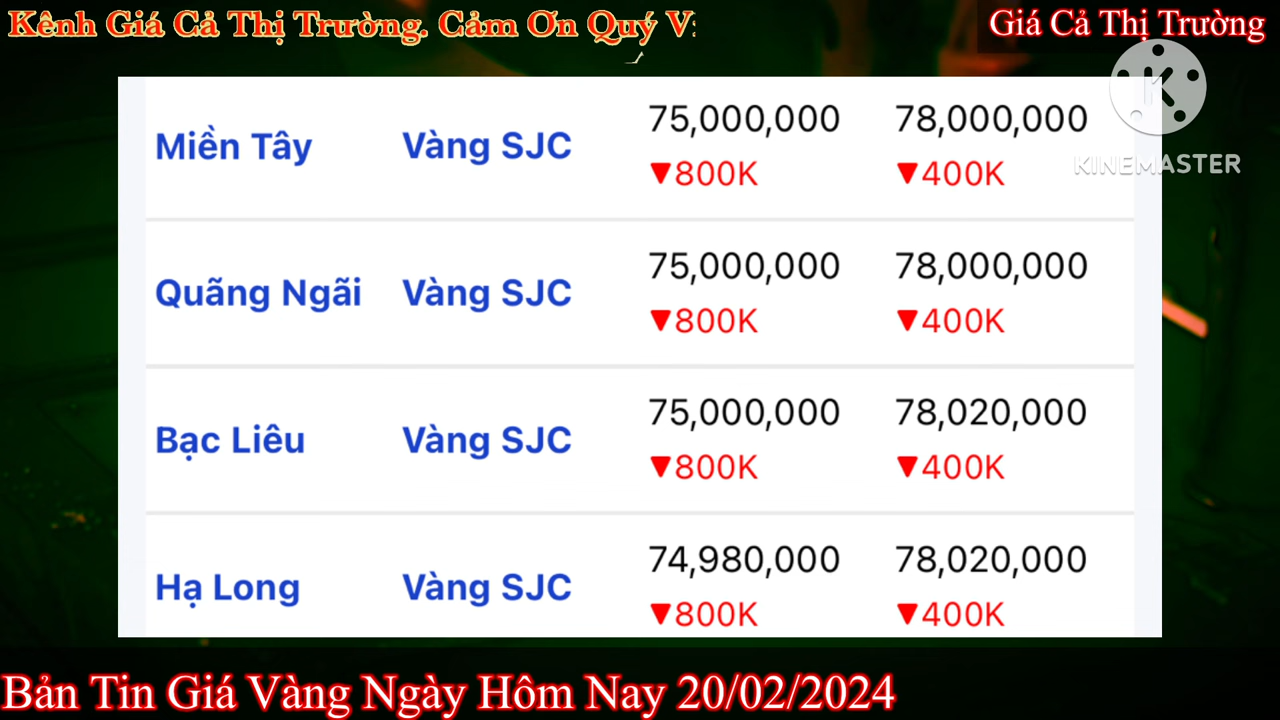 Kênh Giá Cả Thị Trường. Cảm Ơn Quý V
Giá Cả Thị Trường
KINEMASTER
Miền Tây Vàng SJC 75,000,000 78,000,000
▼800K ▼400K
Quãng Ngãi Vàng SJC 75,000,000 78,000,000
▼800K ▼400K
Bạc Liêu Vàng SJC 75,000,000 78,020,000
▼800K ▼400K
Hạ Long Vàng SJC 74,980,000 78,020,000
▼800K ▼400K
Bản Tin Giá Vàng Ngày Hôm Nay 20/02/2024